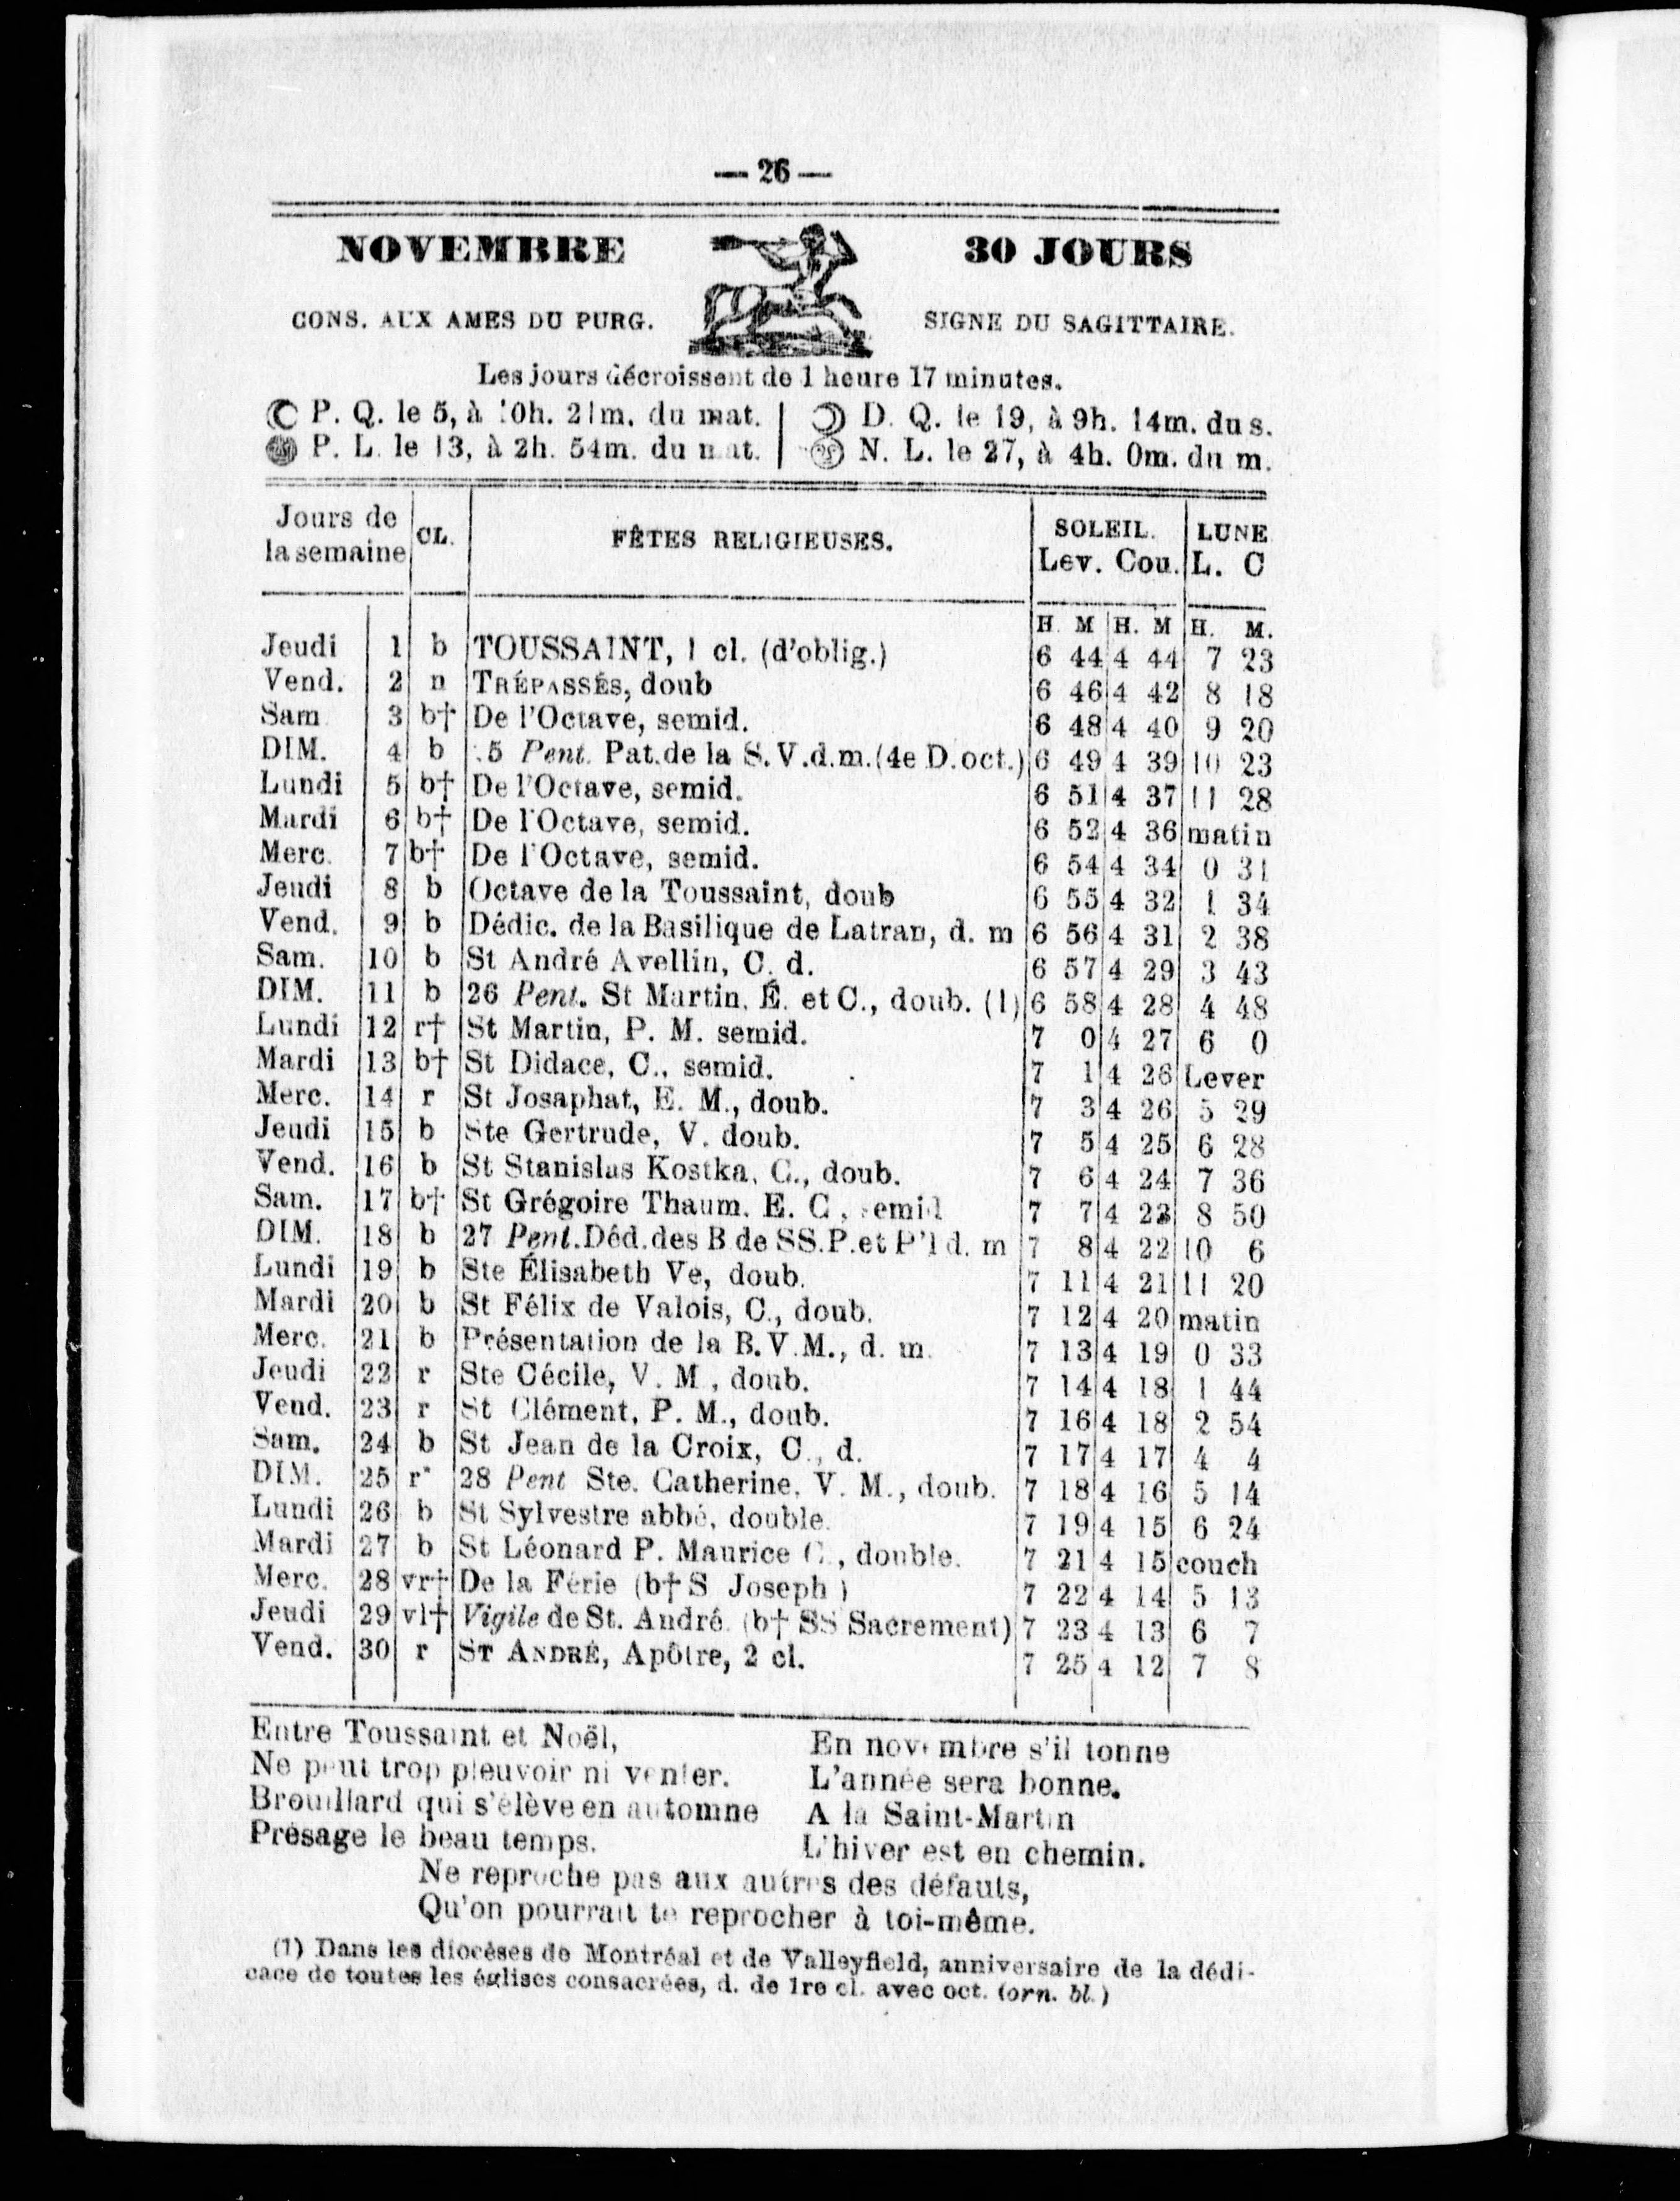 — 26 —
NOVEMBRE 30 JOURS
CONS. AUX AMES DU PURG. SIGNE DU SAGITTAIRE.
Les jours décroissent de 1 heure 17 minutes.
P. Q. le 5, à 10h. 21m. du mat. | D. Q. le 19, à 9h. 14m. du s.
P. L. le 13, à 2h. 54m. du mat. | N. L. le 27, à 4h. 0m. du m.
Jours de la semaine CL. FÊTES RELIGIEUSES. SOLEIL. LUNE
Lev. Cou. L. C
H. M H. M H. M.
Jeudi 1 b TOUSSAINT, 1 cl. (d'oblig.) 6 44 4 44 7 23
Vend. 2 n TRÉPASSÉS, doub 6 46 4 42 8 18
Sam 3 b† De l'Octave, semid. 6 48 4 40 9 20
DIM. 4 b 5 Pent. Pat. de la S. V. d. m. (4e D. oct.) 6 49 4 39 10 23
Lundi 5 b† De l'Octave, semid. 6 51 4 37 11 28
Mardi 6 b† De l'Octave, semid. 6 52 4 36 matin
Merc. 7 b† De l'Octave, semid. 6 54 4 34 0 31
Jeudi 8 b Octave de la Toussaint, doub 6 55 4 32 1 34
Vend. 9 b Dédic. de la Basilique de Latran, d. m 6 56 4 31 2 38
Sam. 10 b St André Avellin, C. d. 6 57 4 29 3 43
DIM. 11 b 26 Pent. St Martin, É. et C., doub. (1) 6 58 4 28 4 48
Lundi 12 r† St Martin, P. M. semid. 7 0 4 27 6 0
Mardi 13 b† St Didace, C., semid. 7 1 4 26 Lever
Merc. 14 r St Josaphat, E. M., doub. 7 3 4 26 5 29
Jeudi 15 b Ste Gertrude, V. doub. 7 5 4 25 6 28
Vend. 16 b St Stanislas Kostka, C., doub. 7 6 4 24 7 36
Sam. 17 b† St Grégoire Thaum. E. C., semid 7 7 4 23 8 50
DIM. 18 b 27 Pent. Déd. des B de SS. P. et P'l d. m 7 8 4 22 10 6
Lundi 19 b Ste Élisabeth Ve, doub. 7 11 4 21 11 20
Mardi 20 b St Félix de Valois, C., doub. 7 12 4 20 matin
Merc. 21 b Présentation de la B. V. M., d. m. 7 13 4 19 0 33
Jeudi 22 r Ste Cécile, V. M., doub. 7 14 4 18 1 44
Vend. 23 r St Clément, P. M., doub. 7 16 4 18 2 54
Sam. 24 b St Jean de la Croix, C., d. 7 17 4 17 4 4
DIM. 25 r 28 Pent Ste. Catherine, V. M., doub. 7 18 4 16 5 14
Lundi 26 b St Sylvestre abbé, double. 7 19 4 15 6 24
Mardi 27 b St Léonard P. Maurice C., double. 7 21 4 15 couch
Merc. 28 vr† De la Férie (b† S Joseph) 7 22 4 14 5 13
Jeudi 29 vl† Vigile de St. André. (b† SS Sacrement) 7 23 4 13 6 7
Vend. 30 r ST ANDRÉ, Apôtre, 2 cl. 7 25 4 12 7 8
Entre Toussaint et Noël,
Ne peut trop pleuvoir ni venter.
Brouillard qui s'élève en automne
Présage le beau temps.
En novembre s'il tonne
L'année sera bonne.
A la Saint-Martin
L'hiver est en chemin.
Ne reproche pas aux autres des défauts,
Qu'on pourrait te reprocher à toi-même.
(1) Dans les diocéses de Montréal et de Valleyfield, anniversaire de la dédi-
cace de toutes les églises consacrées, d. de 1re cl. avec oct. (orn. bl.)